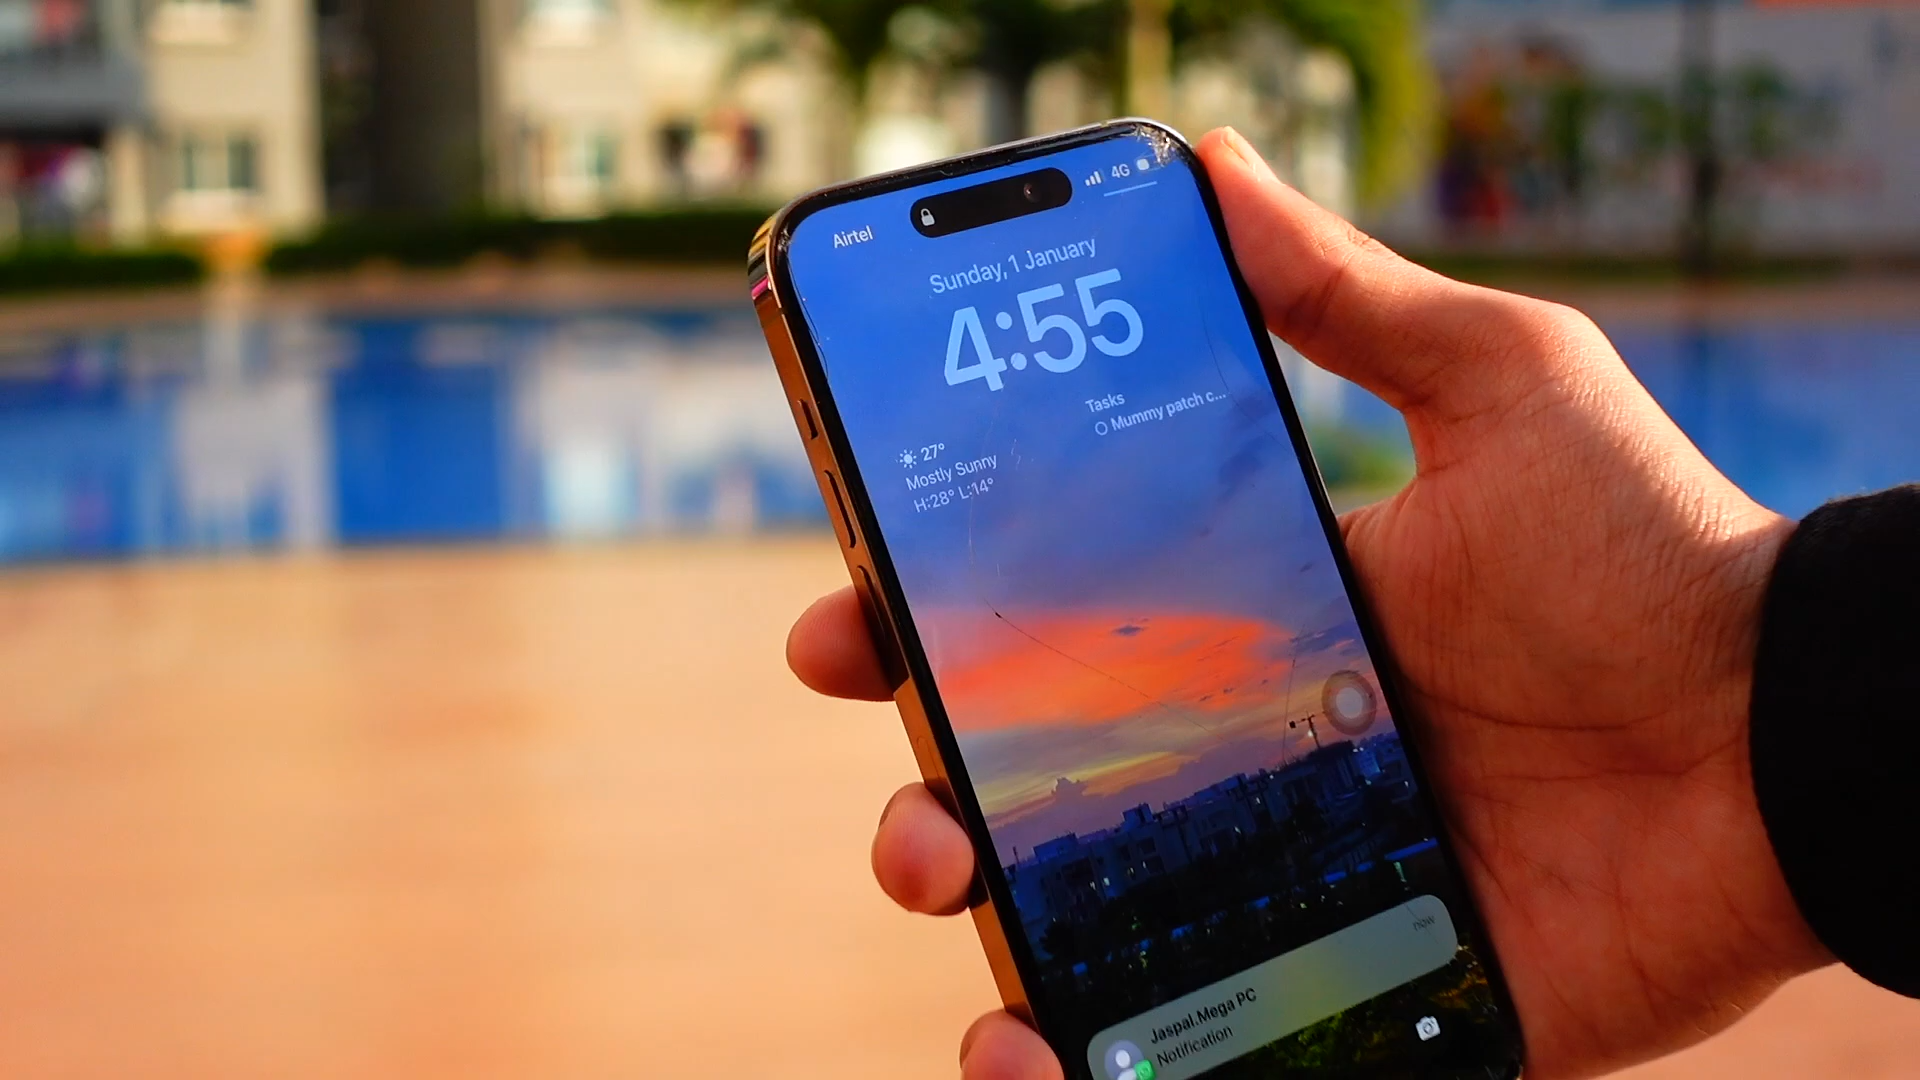 Airtel
4G
Sunday, 1 January
4:55
Tasks
Mummy patch c...
27°
Mostly Sunny
H:28° L:14°
now
Jaspal.Mega PC
Notification